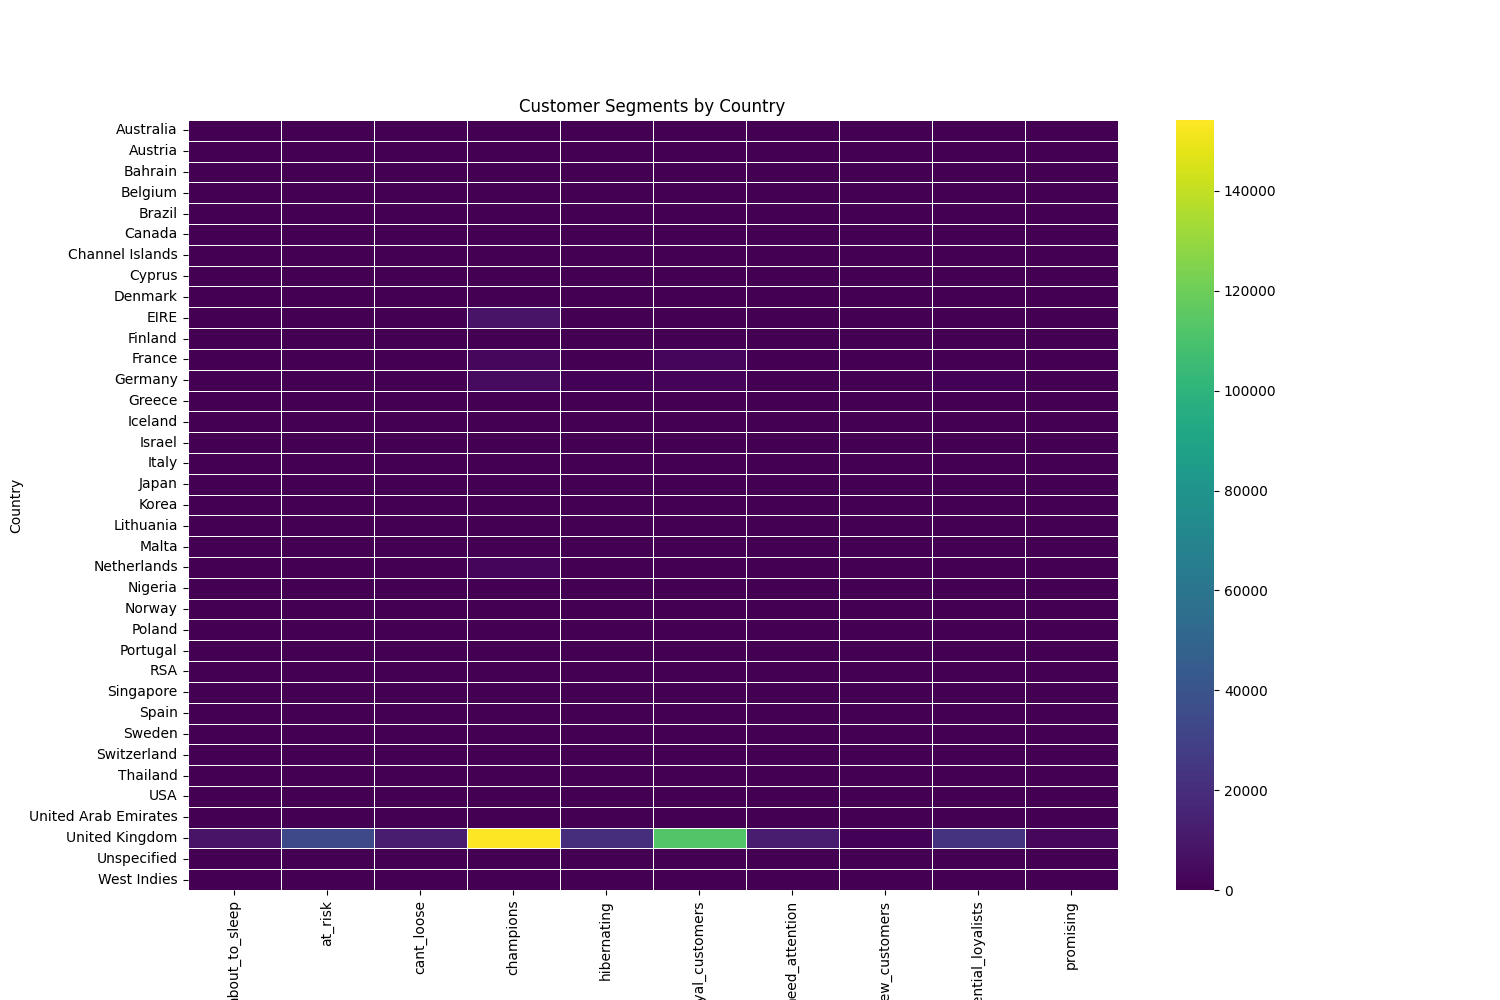 Customer Segments by Country
Country
Australia
Austria
Bahrain
Belgium
Brazil
Canada
Channel Islands
Cyprus
Denmark
EIRE
Finland
France
Germany
Greece
Iceland
Israel
Italy
Japan
Korea
Lithuania
Malta
Netherlands
Nigeria
Norway
Poland
Portugal
RSA
Singapore
Spain
Sweden
Switzerland
Thailand
USA
United Arab Emirates
United Kingdom
Unspecified
West Indies
about_to_sleep
at_risk
cant_loose
champions
hibernating
yal_customers
eed_attention
ew_customers
ential_loyalists
promising
140000
120000
100000
80000
60000
40000
20000
0